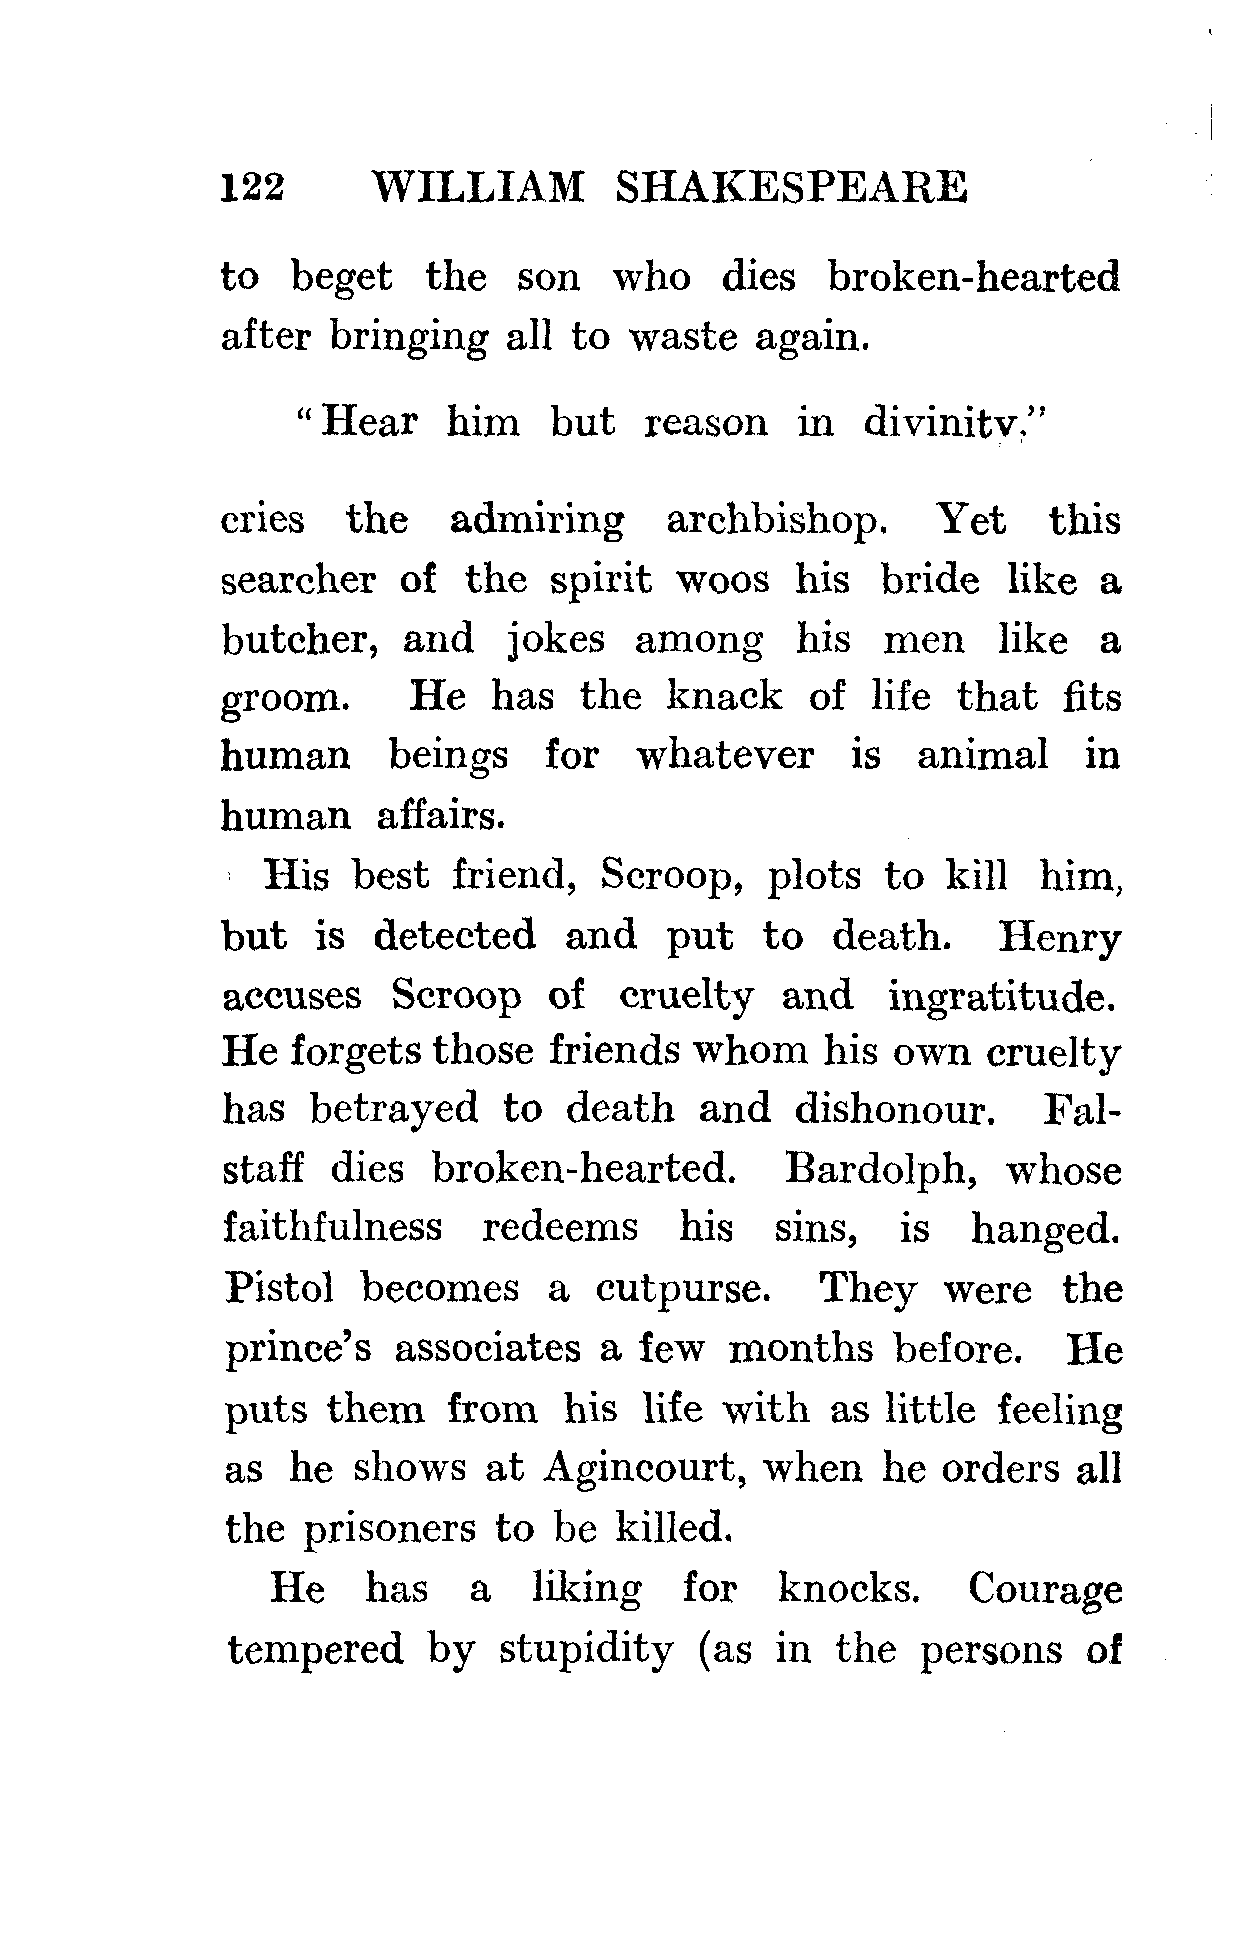 122 WILLIAM SHAKESPEARE
to beget the son who dies broken-hearted
after bringing all to waste again.
"Hear him but reason in divinity."
cries the admiring archbishop. Yet this
searcher of the spirit woos his bride like a
butcher, and jokes among his men like a
groom. He has the knack of life that fits
human beings for whatever is animal in
human affairs.
His best friend, Scroop, plots to kill him,
but is detected and put to death. Henry
accuses Scroop of cruelty and ingratitude.
He forgets those friends whom his own cruelty
has betrayed to death and dishonour. Fal-
staff dies broken-hearted. Bardolph, whose
faithfulness redeems his sins, is hanged.
Pistol becomes a cutpurse. They were the
prince's associates a few months before. He
puts them from his life with as little feeling
as he shows at Agincourt, when he orders all
the prisoners to be killed.
He has a liking for knocks. Courage
tempered by stupidity (as in the persons of